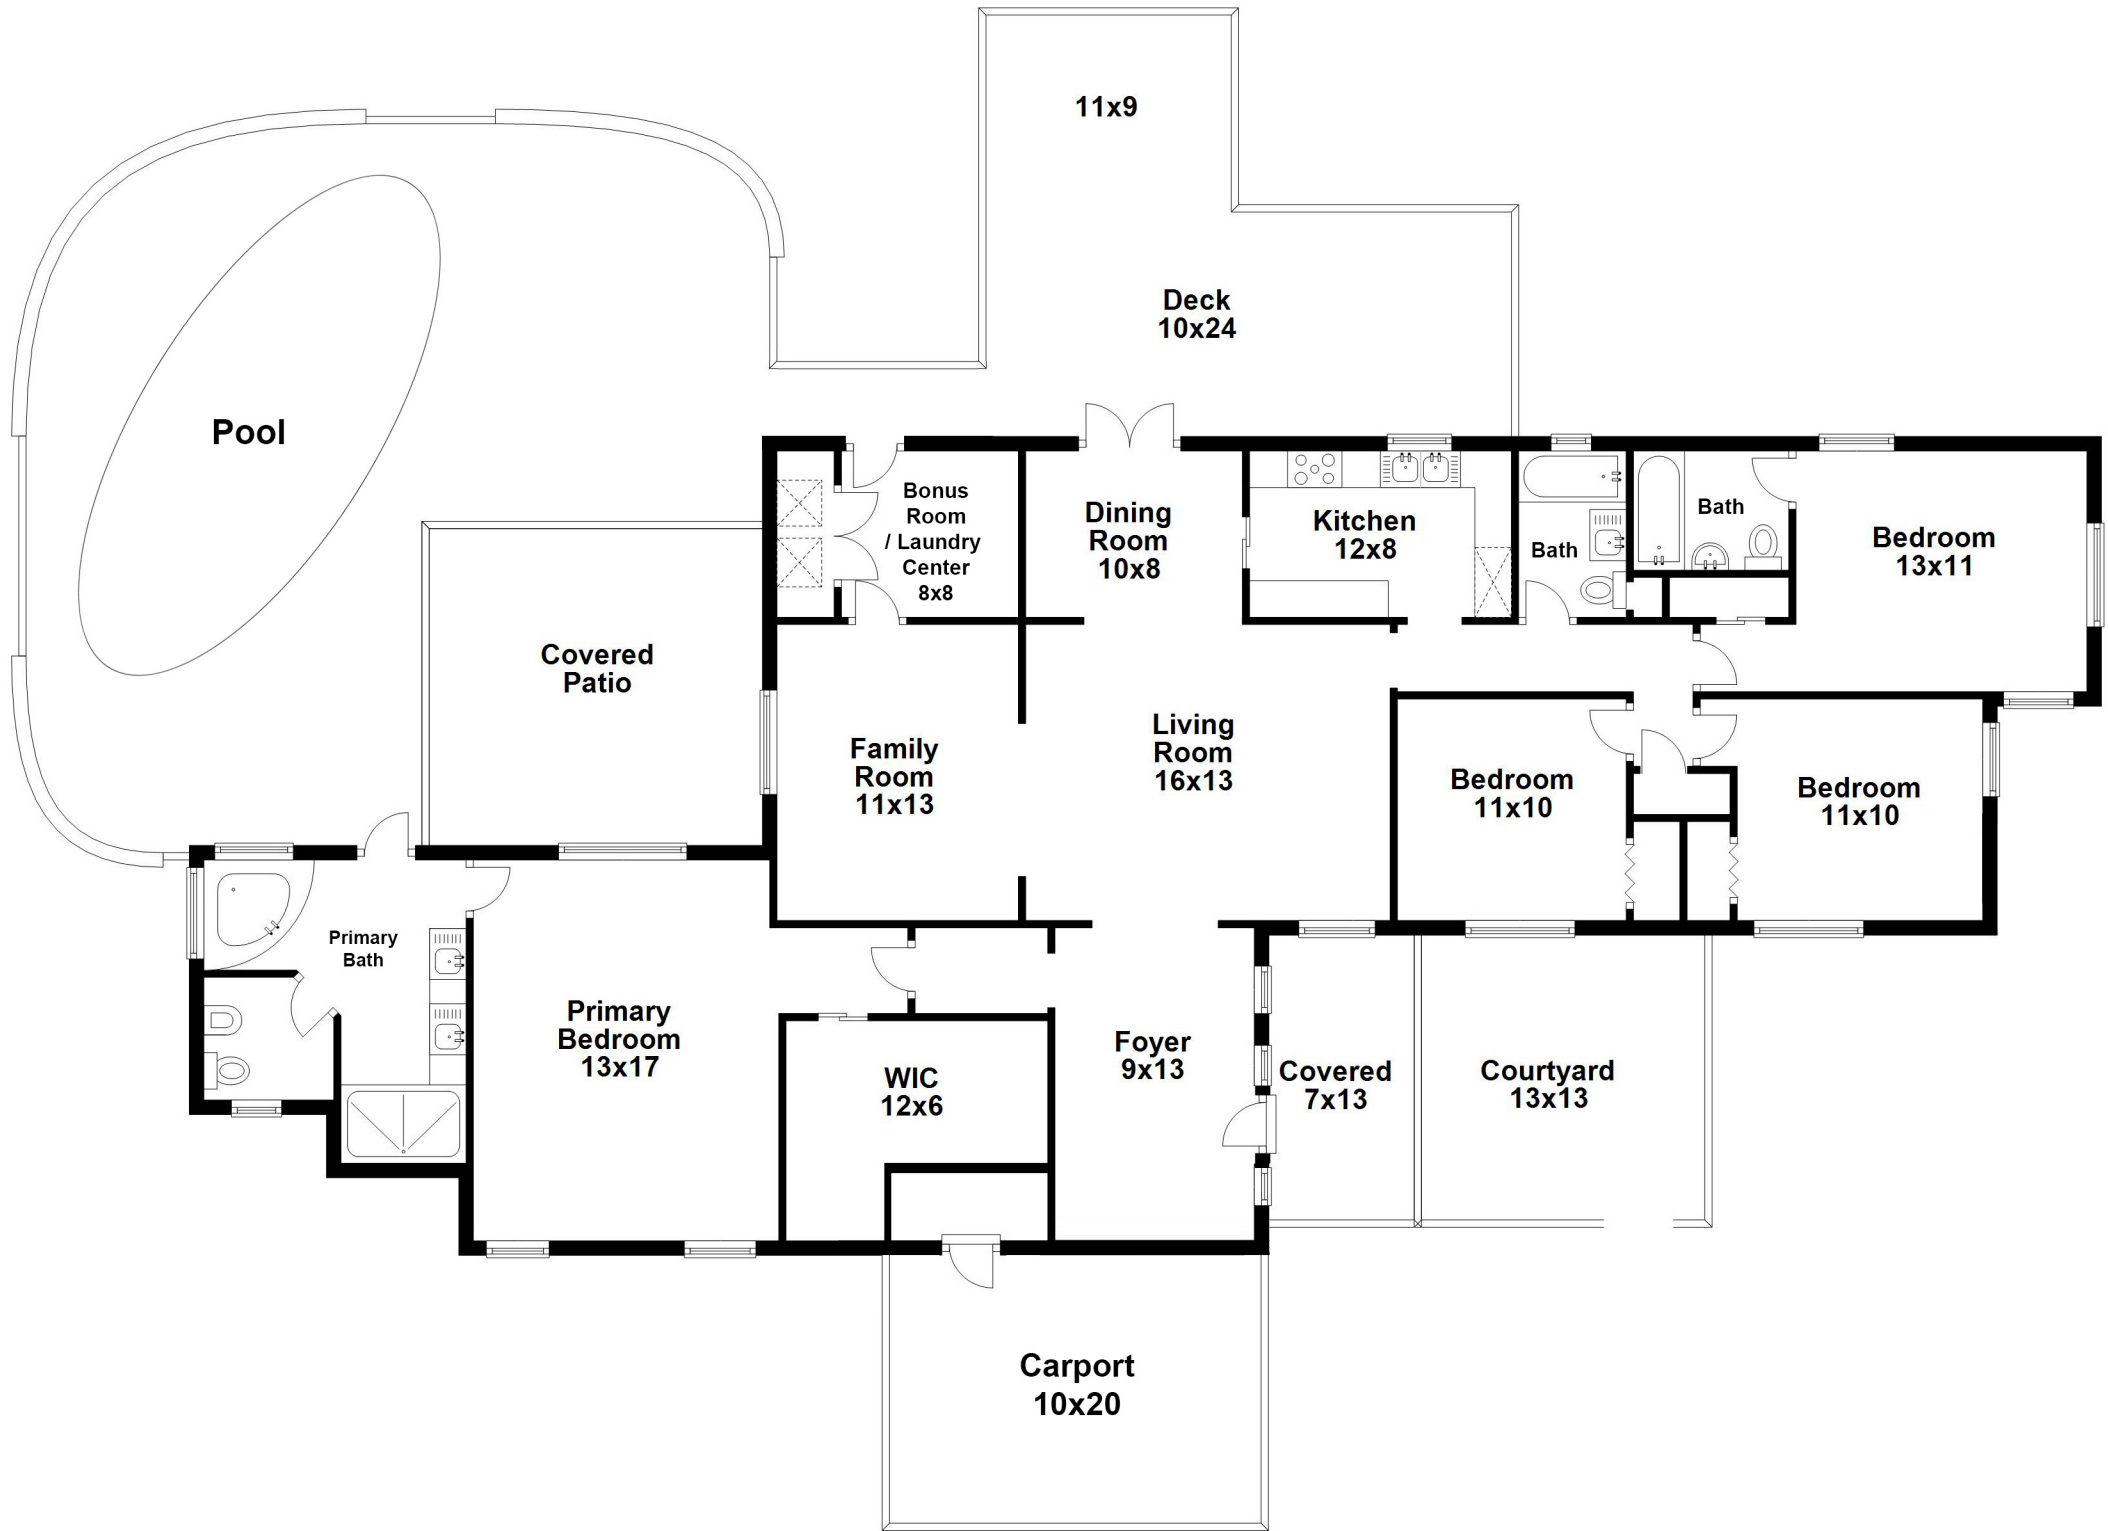 11x9
Deck
10x24
Pool
Bonus
Room
/ Laundry
Center
8x8
Dining
Room
10x8
Kitchen
12x8
Bath
Bath
Bedroom
13x11
Covered
Patio
Family
Room
11x13
Living
Room
16x13
Bedroom
11x10
Bedroom
11x10
Primary
Bath
Primary
Bedroom
13x17
WIC
12x6
Foyer
9x13
Covered
7x13
Courtyard
13x13
Carport
10x20